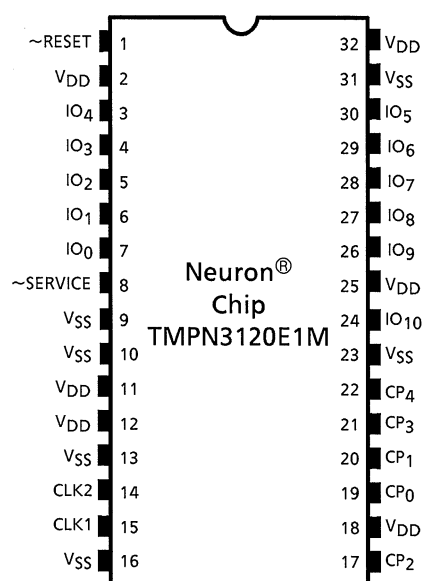 ~RESET 1 32 VDD
VDD 2 31 VSS
IO4 3 30 IO5
IO3 4 29 IO6
IO2 5 28 IO7
IO1 6 27 IO8
IO0 7 26 IO9
~SERVICE 8 25 VDD
Neuron®
Chip
TMPN3120E1M
VSS 9 24 IO10
VSS 10 23 VSS
VDD 11 22 CP4
VDD 12 21 CP3
VSS 13 20 CP1
CLK2 14 19 CP0
CLK1 15 18 VDD
VSS 16 17 CP2